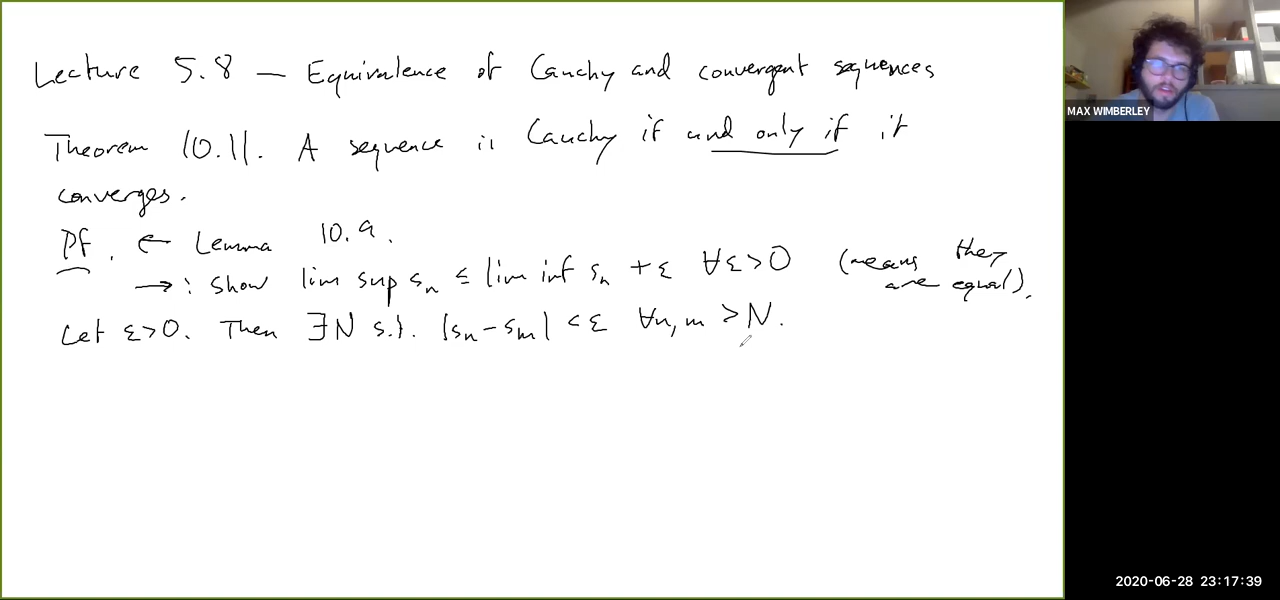 Lecture 5.8 — Equivalence of Cauchy and convergent sequences
Theorem 10.11. A sequence is Cauchy if and only if it
converges.
Pf. ← Lemma 10.9.
→: show lim sup sₙ ≤ lim inf sₙ + ε ∀ε>0 (means they are equal).
Let ε>0. Then ∃N s.t. |sₙ - sₘ| < ε ∀n, m > N.
MAX WIMBERLEY
2020-06-28 23:17:39